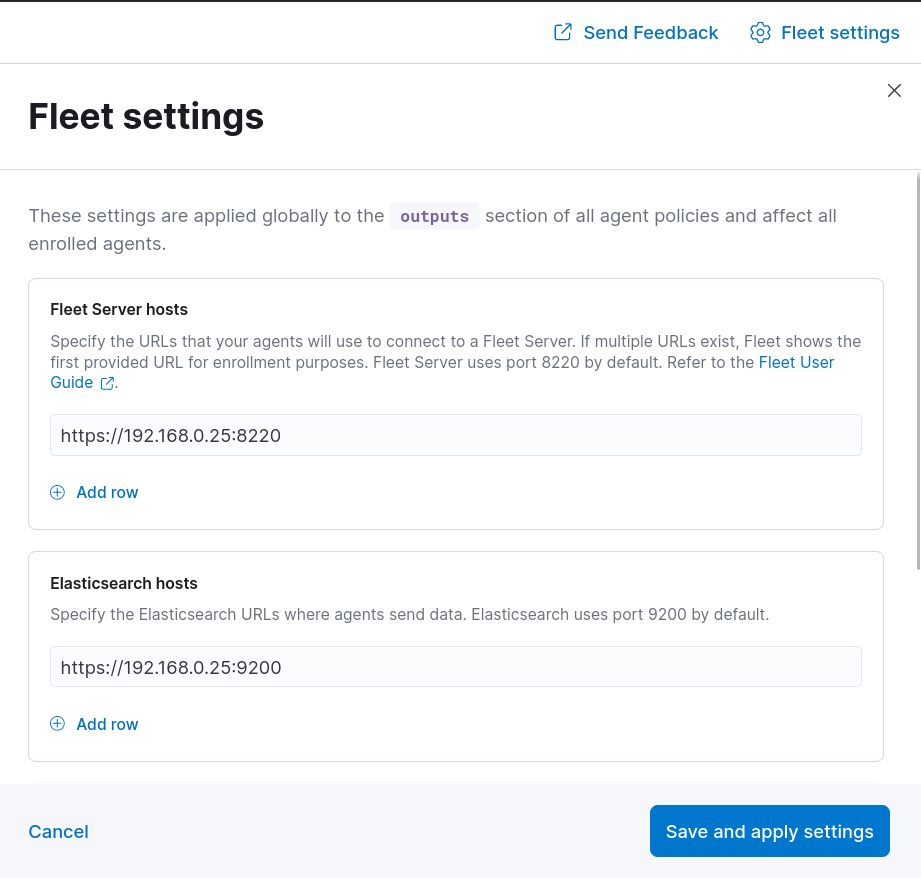 Send Feedback Fleet settings
Fleet settings
These settings are applied globally to the outputs section of all agent policies and affect all
enrolled agents.
Fleet Server hosts
Specify the URLs that your agents will use to connect to a Fleet Server. If multiple URLs exist, Fleet shows the
first provided URL for enrollment purposes. Fleet Server uses port 8220 by default. Refer to the Fleet User
Guide.
https://192.168.0.25:8220
Add row
Elasticsearch hosts
Specify the Elasticsearch URLs where agents send data. Elasticsearch uses port 9200 by default.
https://192.168.0.25:9200
Add row
Cancel Save and apply settings